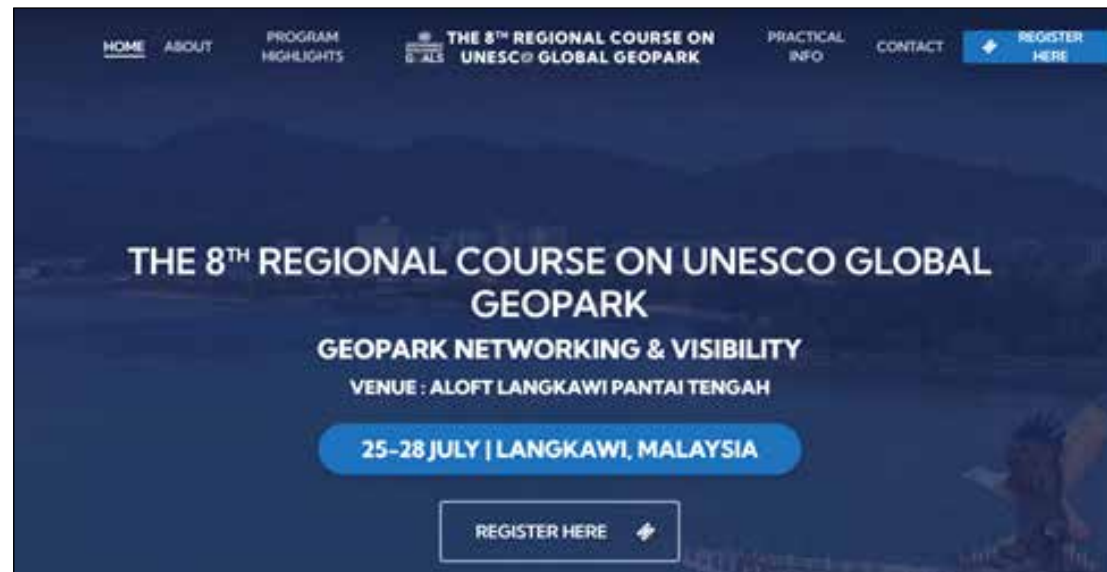 HOME
ABOUT
PROGRAM
HIGHLIGHTS
G ALS
THE 8TH REGIONAL COURSE ON
UNESCO GLOBAL GEOPARK
PRACTICAL
INFO
CONTACT
REGISTER
HERE
THE 8TH REGIONAL COURSE ON UNESCO GLOBAL
GEOPARK
GEOPARK NETWORKING & VISIBILITY
VENUE : ALOFT LANGKAWI PANTAI TENGAH
25-28 JULY | LANGKAWI, MALAYSIA
REGISTER HERE